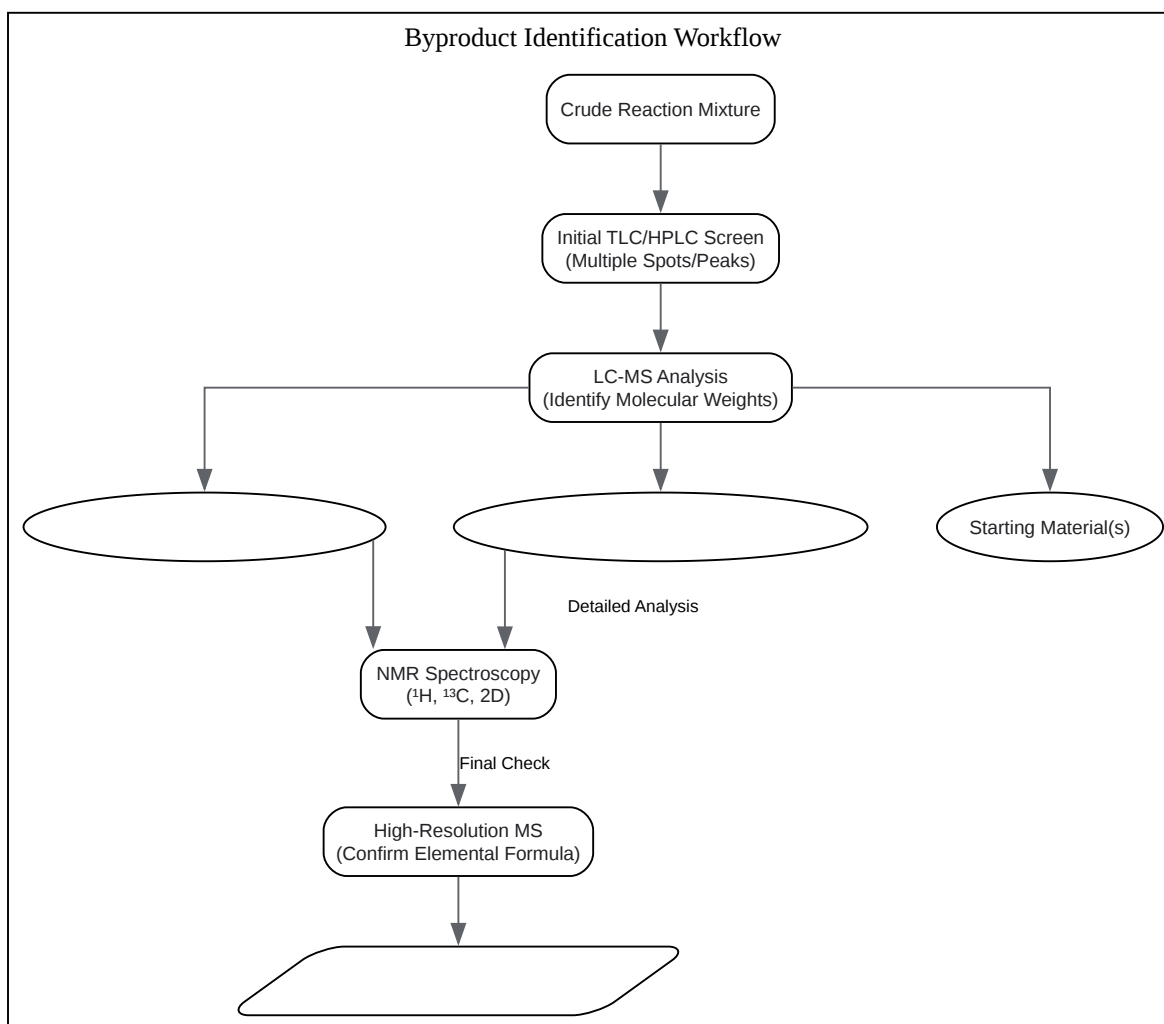 Byproduct Identification Workflow
Crude Reaction Mixture
Initial TLC/HPLC Screen
(Multiple Spots/Peaks)
LC-MS Analysis
(Identify Molecular Weights)
Starting Material(s)
Detailed Analysis
NMR Spectroscopy
(¹H, ¹³C, 2D)
Final Check
High-Resolution MS
(Confirm Elemental Formula)